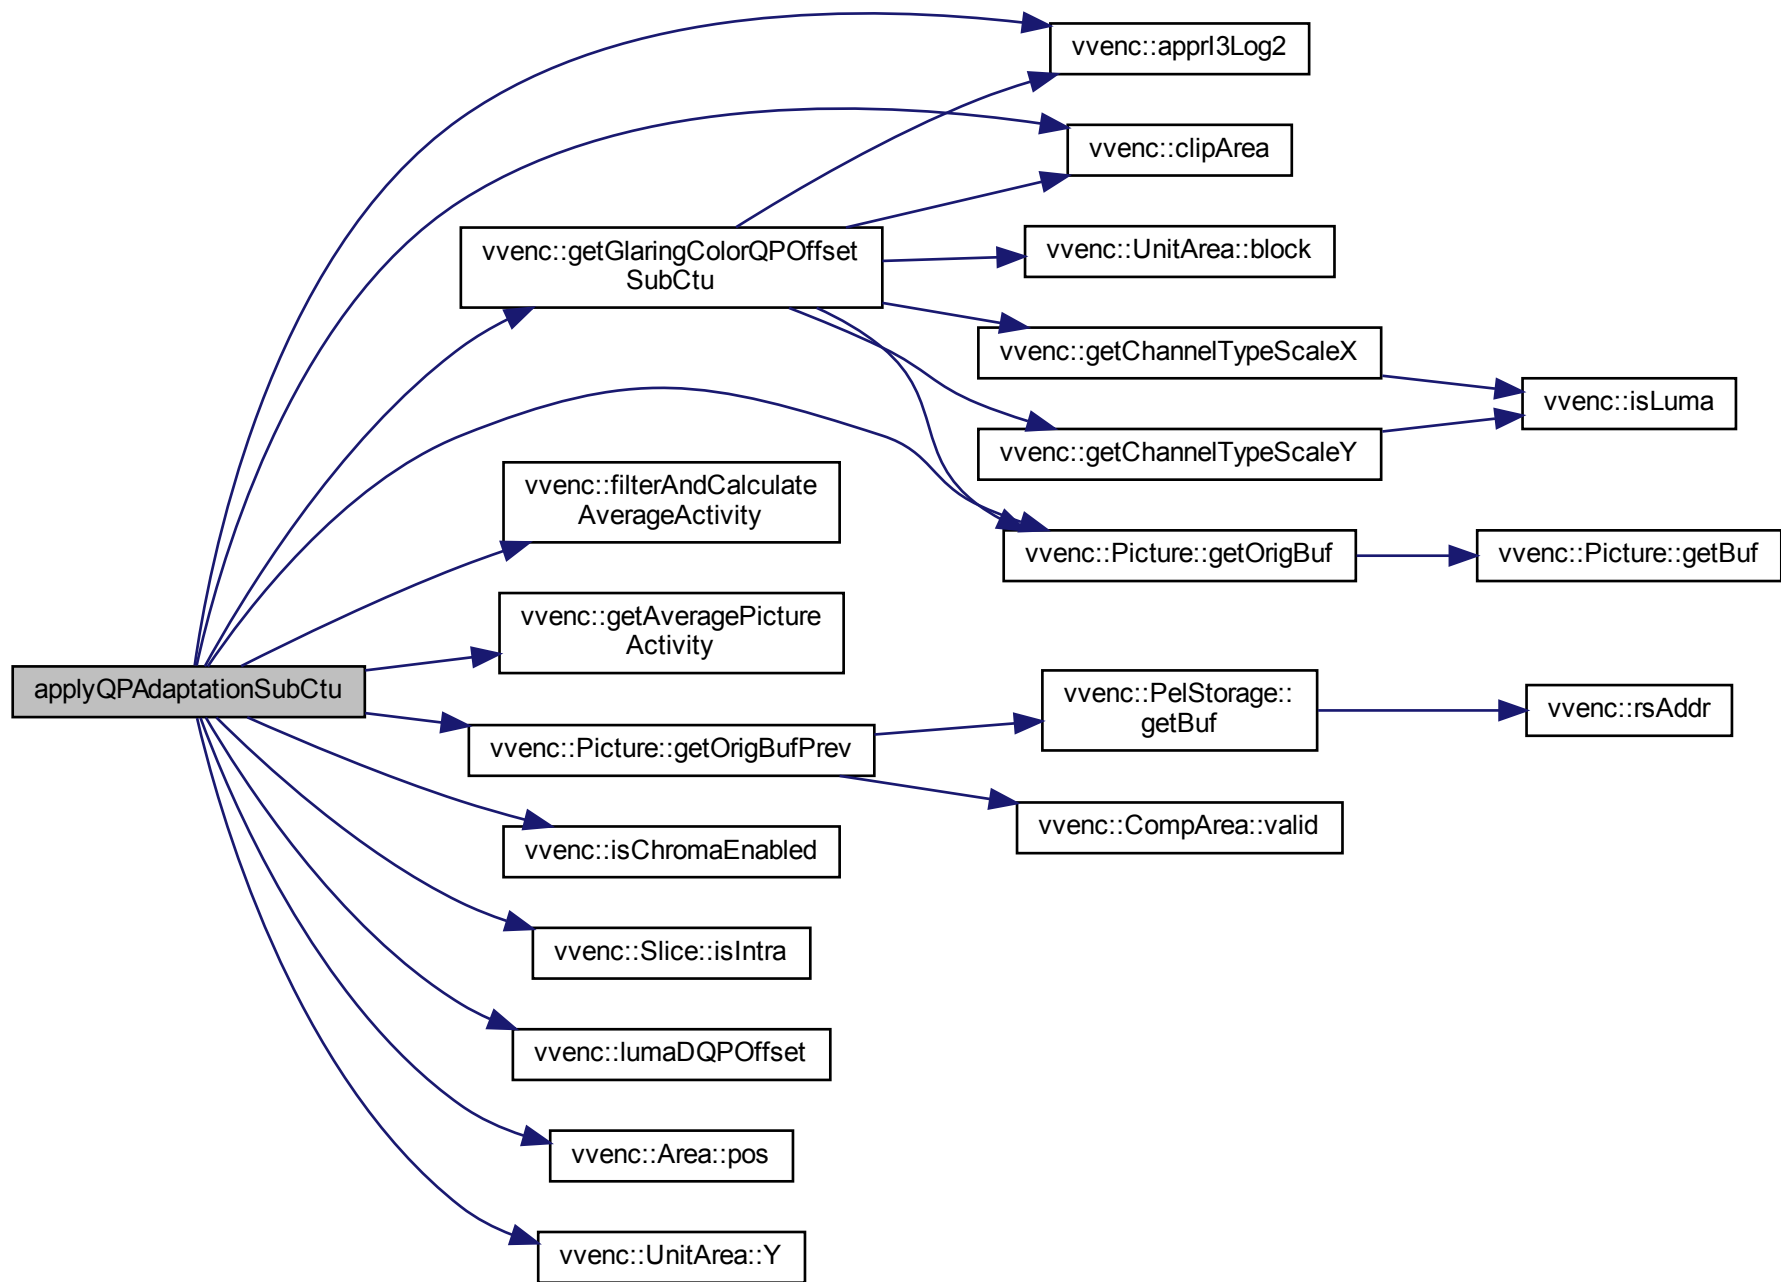 vvenc::apprI3Log2
vvenc::clipArea
vvenc::getGlaringColorQPOffset
SubCtu
vvenc::UnitArea::block
vvenc::getChannelTypeScaleX
vvenc::isLuma
vvenc::getChannelTypeScaleY
vvenc::filterAndCalculate
AverageActivity
vvenc::Picture::getOrigBuf
vvenc::Picture::getBuf
vvenc::getAveragePicture
Activity
applyQPAdaptationSubCtu
vvenc::PelStorage::
getBuf
vvenc::rsAddr
vvenc::Picture::getOrigBufPrev
vvenc::CompArea::valid
vvenc::isChromaEnabled
vvenc::Slice::isIntra
vvenc::lumaDQPOffset
vvenc::Area::pos
vvenc::UnitArea::Y